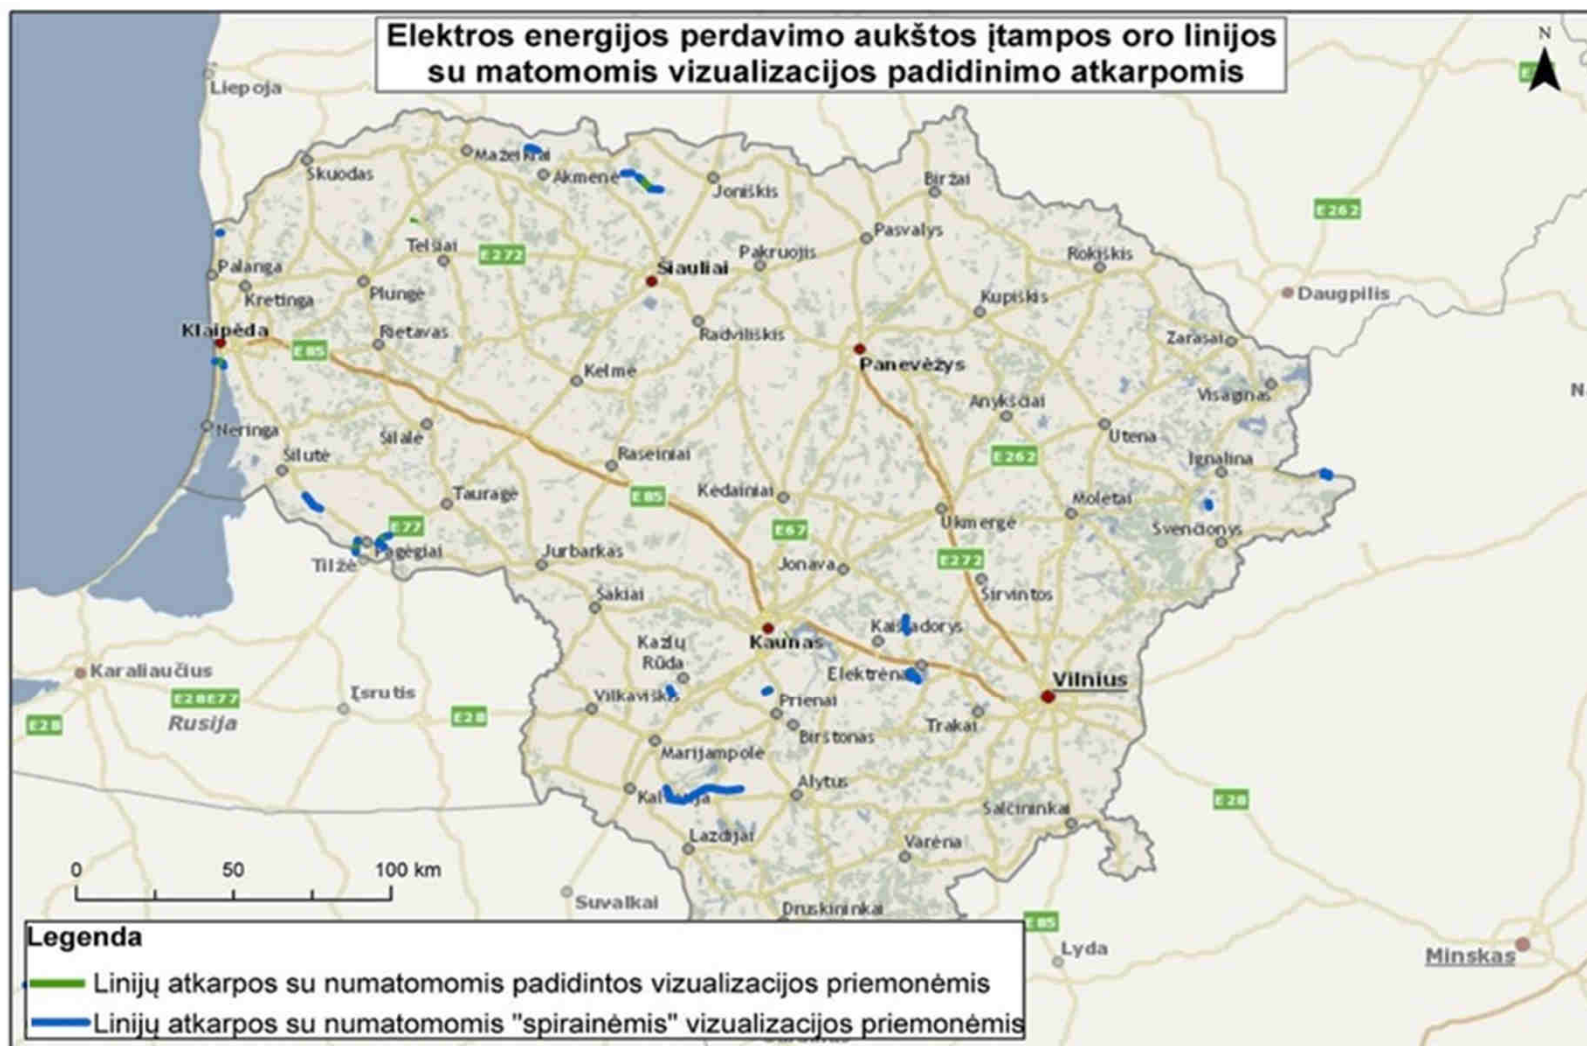 Elektros energijos perdavimo aukštos įtampos oro linijos
su matomomis vizualizacijos padidinimo atkarpomis
N
Liepoja
Mažeikiai
Skuodas
Akmenė
Joniškis
Biržai
E262
Pasvalys
Telšiai
E272
Pakruojis
Rokiškis
Palanga
Šiauliai
Plungė
Kretinga
Kupiškis
Daugpilis
Klaipėda
Rietavas
Radviliškis
Zarasai
E85
Kelmė
Panevėžys
Visaginas
Anykščiai
Neringa
Šilalė
Utena
Šilutė
Raseiniai
E262
Ignalina
Tauragė
E85
Kėdainiai
Molėtai
E77
E67
Ukmergė
Švenčionys
Pagėgiai
Jurbarkas
Tilžė
Jonava
E272
Šakiai
Širvintos
Kazlų
Rūda
Kaunas
Kaišiadorys
Karaliaučius
Elektrėnai
Vilnius
E28E77
Įsrutis
Vilkaviškis
Prienai
Rusija
E28
E28
Birštonas
Trakai
Marijampolė
Kalvarija
Alytus
E28
Šalčininkai
Lazdijai
Varėna
0 50 100 km
Suvalkai
Druskininkai
E85
Lyda
Minskas
Legenda
Linijų atkarpos su numatomomis padidintos vizualizacijos priemonėmis
Linijų atkarpos su numatomomis "spirainėmis" vizualizacijos priemonėmis